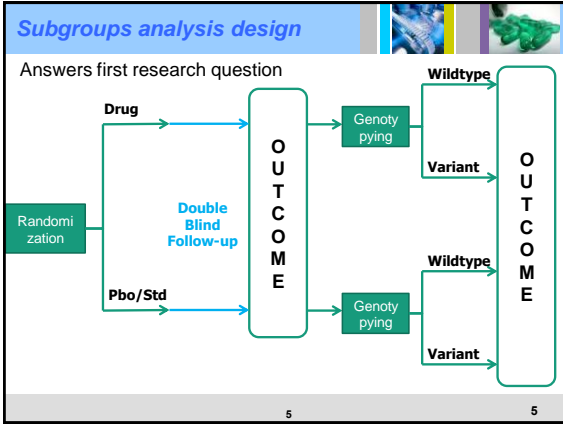 Subgroups analysis design
Answers first research question
Randomi
zation
Drug
Pbo/Std
Double
Blind
Follow-up
O
U
T
C
O
M
E
Genoty
pying
Genoty
pying
Wildtype
Variant
Wildtype
Variant
O
U
T
C
O
M
E
5
5